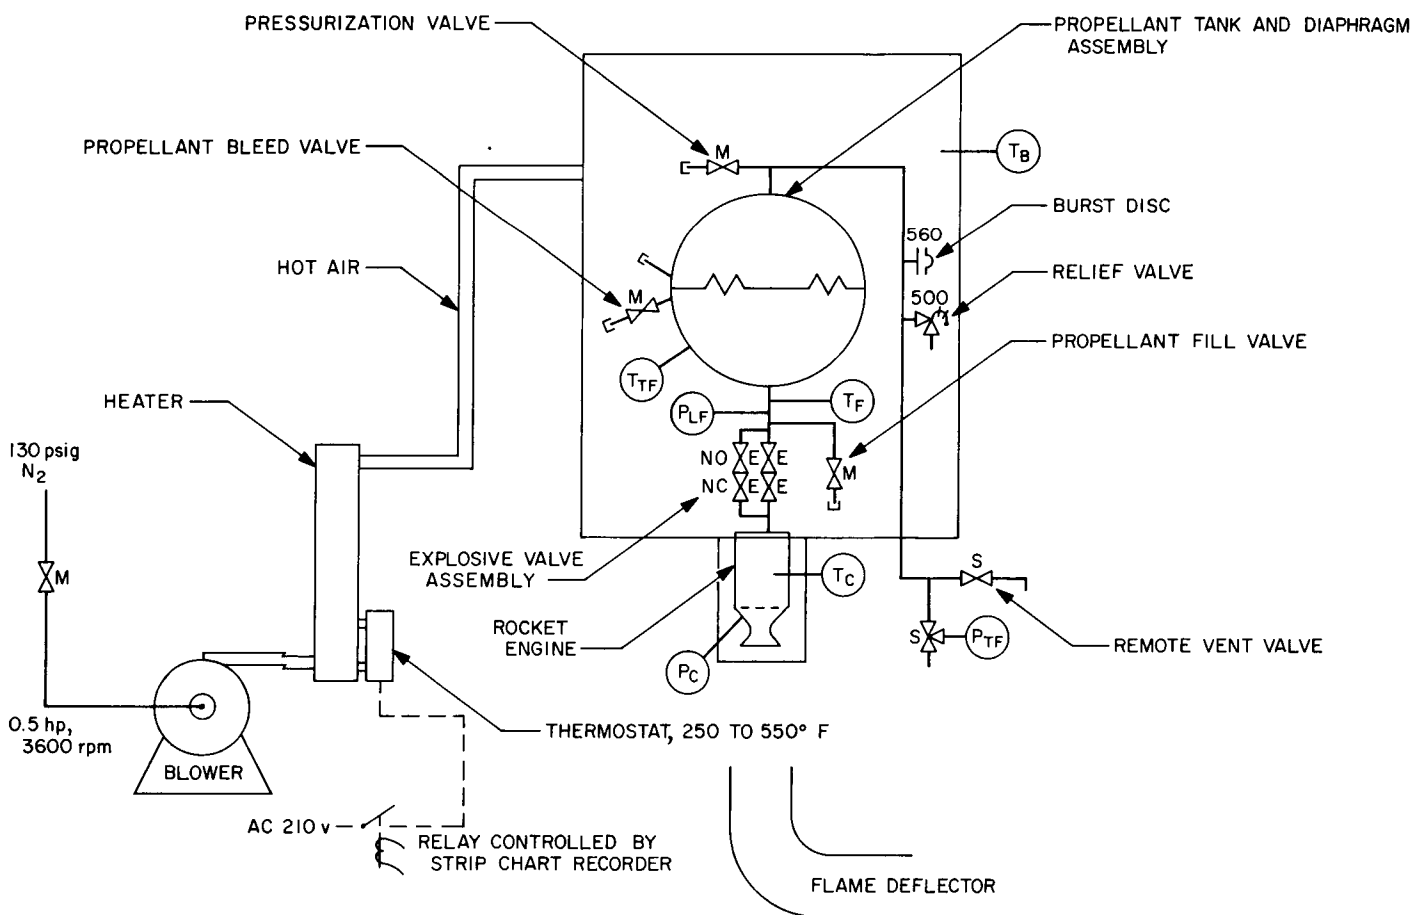 PRESSURIZATION VALVE
PROPELLANT TANK AND DIAPHRAGM
ASSEMBLY
PROPELLANT BLEED VALVE
M
T_B
BURST DISC
560
HOT AIR
RELIEF VALVE
500
M
PROPELLANT FILL VALVE
T_TF
HEATER
P_LF
T_F
130 psig
N₂
NO E E
M
NC E E
EXPLOSIVE VALVE
ASSEMBLY
M
T_C
S
ROCKET
ENGINE
S
P_TF
REMOTE VENT VALVE
P_C
0.5 hp,
3600 rpm
THERMOSTAT, 250 TO 550° F
BLOWER
AC 210 v
RELAY CONTROLLED BY
STRIP CHART RECORDER
FLAME DEFLECTOR